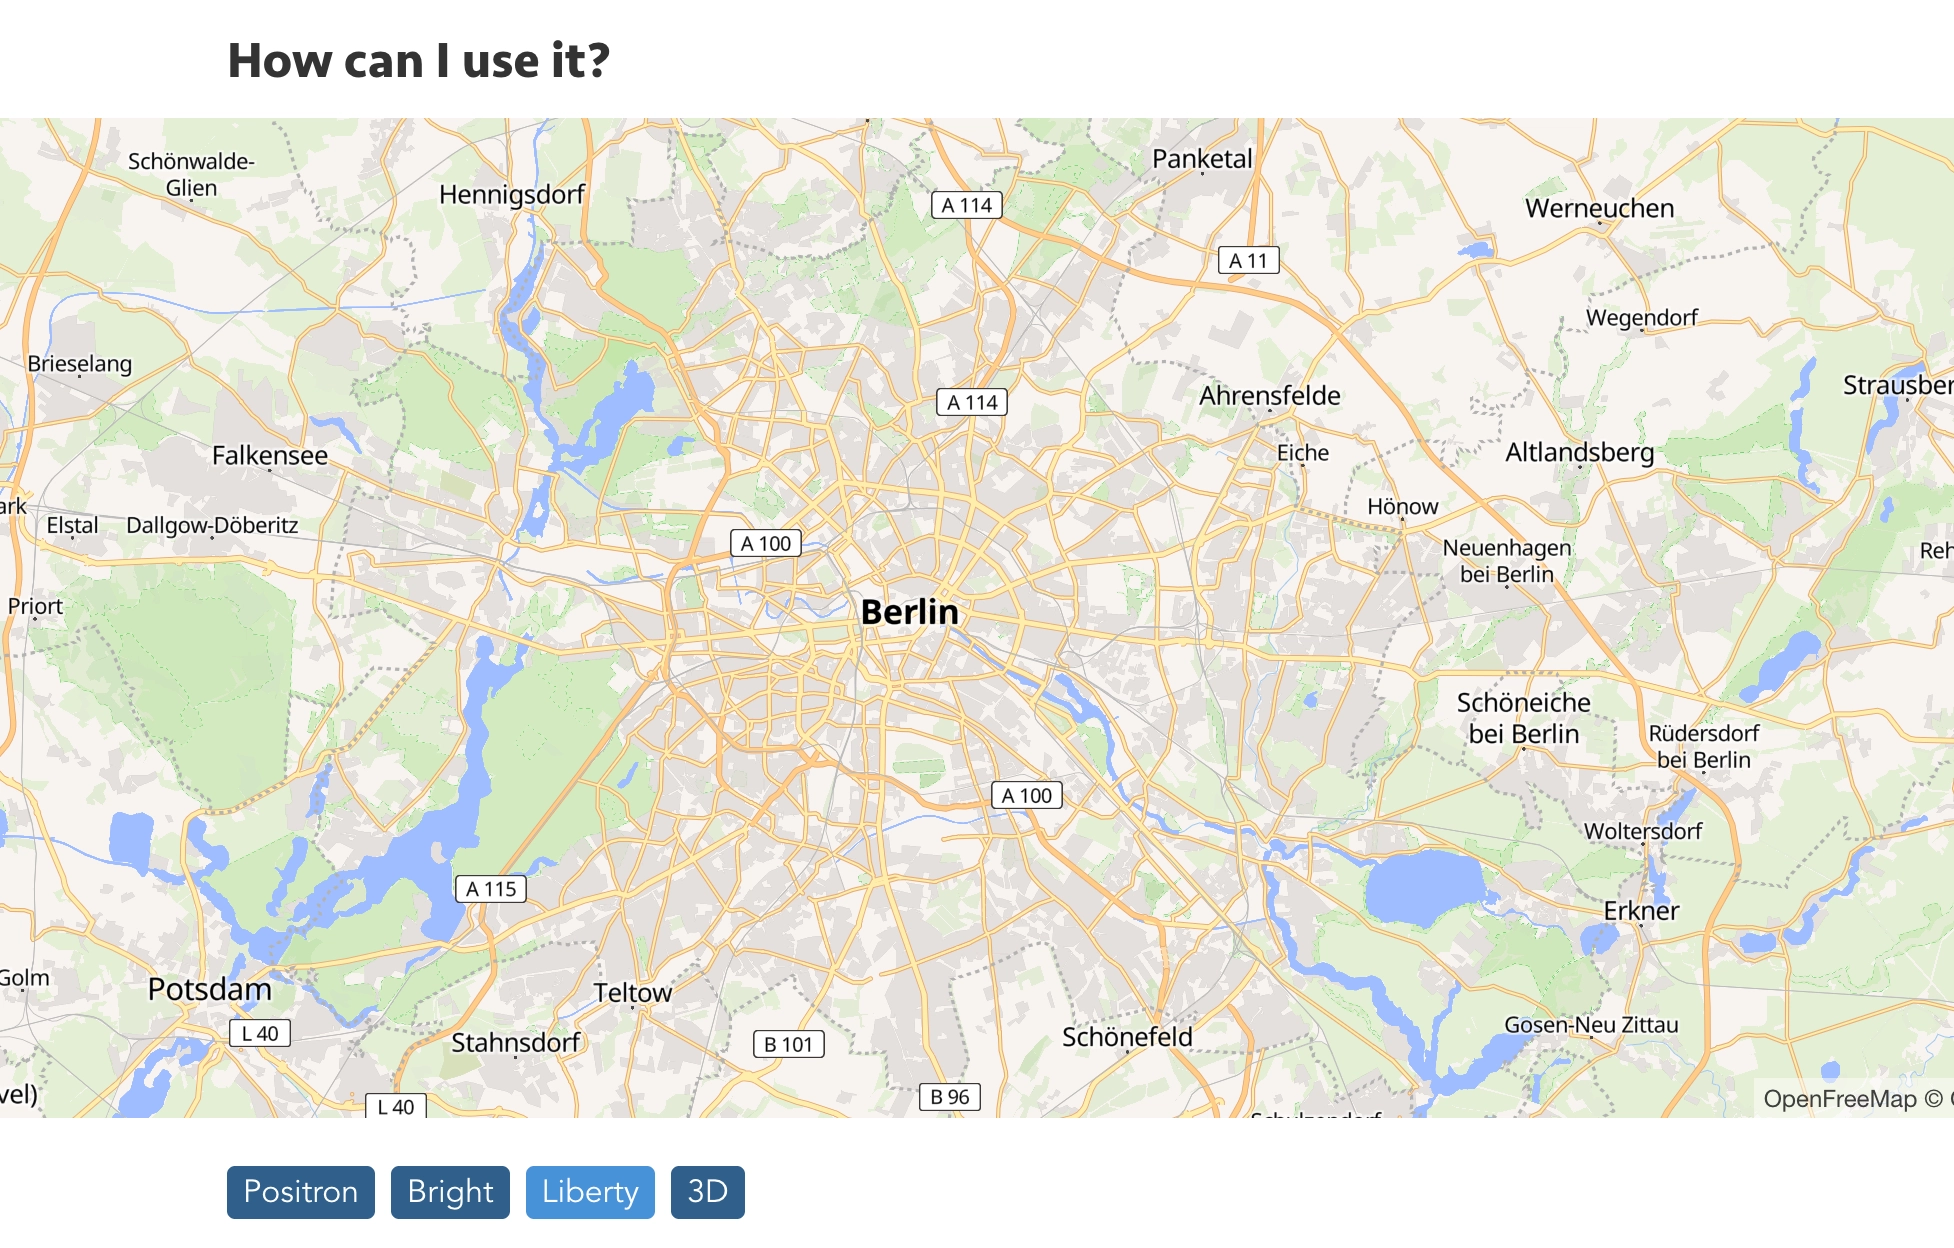 How can I use it?
Schönwalde-
Glien
Hennigsdorf
Panketal
A 114
Werneuchen
A 11
Wegendorf
Brieselang
Strausber
A 114
Ahrensfelde
Falkensee
Eiche
Altlandsberg
ark
Elstal
Dallgow-Döberitz
Hönow
A 100
Neuenhagen
bei Berlin
Reh
Priort
Berlin
Schöneiche
bei Berlin
Rüdersdorf
bei Berlin
A 100
Woltersdorf
A 115
Erkner
Golm
Potsdam
Teltow
L 40
Stahnsdorf
B 101
Schönefeld
Gosen-Neu Zittau
vel)
L 40
B 96
OpenFreeMap ©
Positron
Bright
Liberty
3D